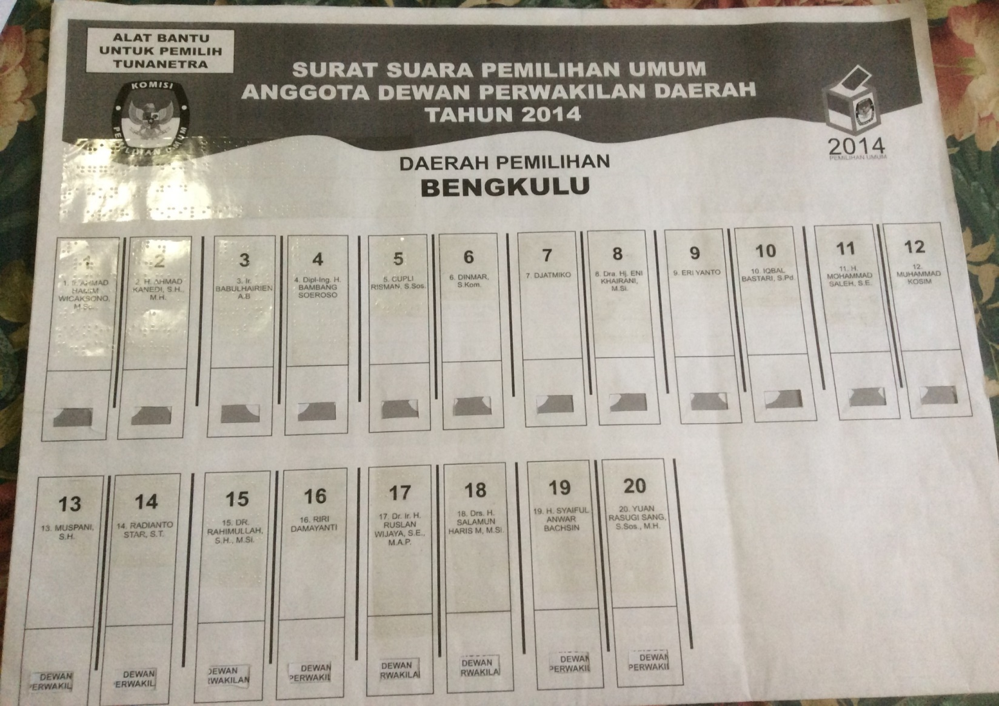 ALAT BANTU
UNTUK PEMILIH
TUNANETRA
KOMISI
PEMILIHAN UMUM
SURAT SUARA PEMILIHAN UMUM
ANGGOTA DEWAN PERWAKILAN DAERAH
TAHUN 2014
2014
PEMILIHAN UMUM
DAERAH PEMILIHAN
BENGKULU
1
1. Ir. AHMAD
HAKIM
WICAKSONO,
M.Sc.
2
2. H. AHMAD
KANEDI, S.H.,
M.H.
3
3. Ir.
BABULHAIRIEN
A.B
4
4. Dipl-Ing. H.
BAMBANG
SOEROSO
5
5. CUPLI
RISMAN, S.Sos.
6
6. DINMAR,
S.Kom.
7
7. DJATMIKO
8
8. Dra. Hj. ENI
KHAIRANI,
M.Si.
9
9. ERI YANTO
10
10. IQBAL
BASTARI, S.Pd.
11
11. H.
MOHAMMAD
SALEH, S.E.
12
12.
MUHAMMAD
KOSIM
13
13. MUSPANI,
S.H.
14
14. RADIANTO
STAR, S.T.
15
15. DR.
RAHIMULLAH,
S.H., M.Si.
16
16. RIRI
DAMAYANTI
17
17. Dr. Ir. H.
RUSLAN
WIJAYA, S.E.,
M.A.P.
18
18. Drs. H.
SALAMUN
HARIS M, M.Si.
19
19. H. SYAIFUL
ANWAR
BACHSIN
20
20. YUAN
RASUGI SANG,
S.Sos., M.H.
DEWAN
PERWAKIL
DEWAN
ERWAKIL
DEWAN
RWAKILAN
DEWAN
PERWAKIL
DEWAN
RWAKILA
DEWAN
RWAKILA
DEWAN
PERWAKIL
DEWAN
PERWAKIL